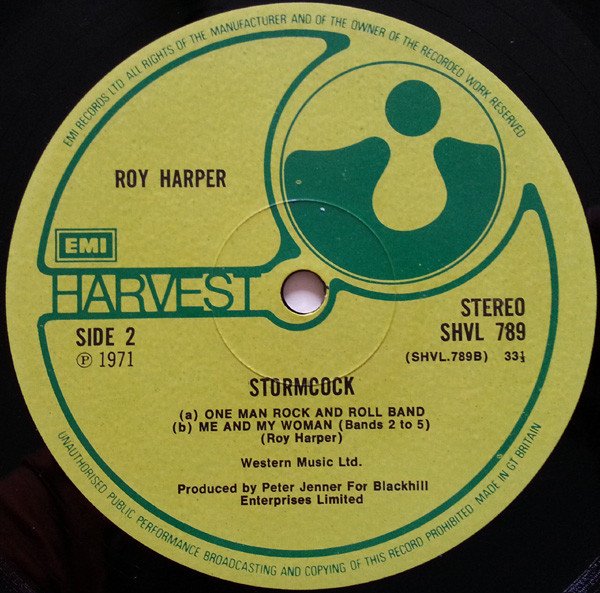 EMI RECORDS LTD ALL RIGHTS OF THE MANUFACTURER AND OF THE OWNER OF THE RECORDED WORK RESERVED
ROY HARPER
EMI
HARVEST
SIDE 2
℗ 1971
STEREO
SHVL 789
(SHVL.789B) 33⅓
STORMCOCK
(a) ONE MAN ROCK AND ROLL BAND
(b) ME AND MY WOMAN (Bands 2 to 5)
(Roy Harper)
Western Music Ltd.
Produced by Peter Jenner For Blackhill
Enterprises Limited
UNAUTHORISED PUBLIC PERFORMANCE BROADCASTING AND COPYING OF THIS RECORD PROHIBITED MADE IN GT BRITAIN